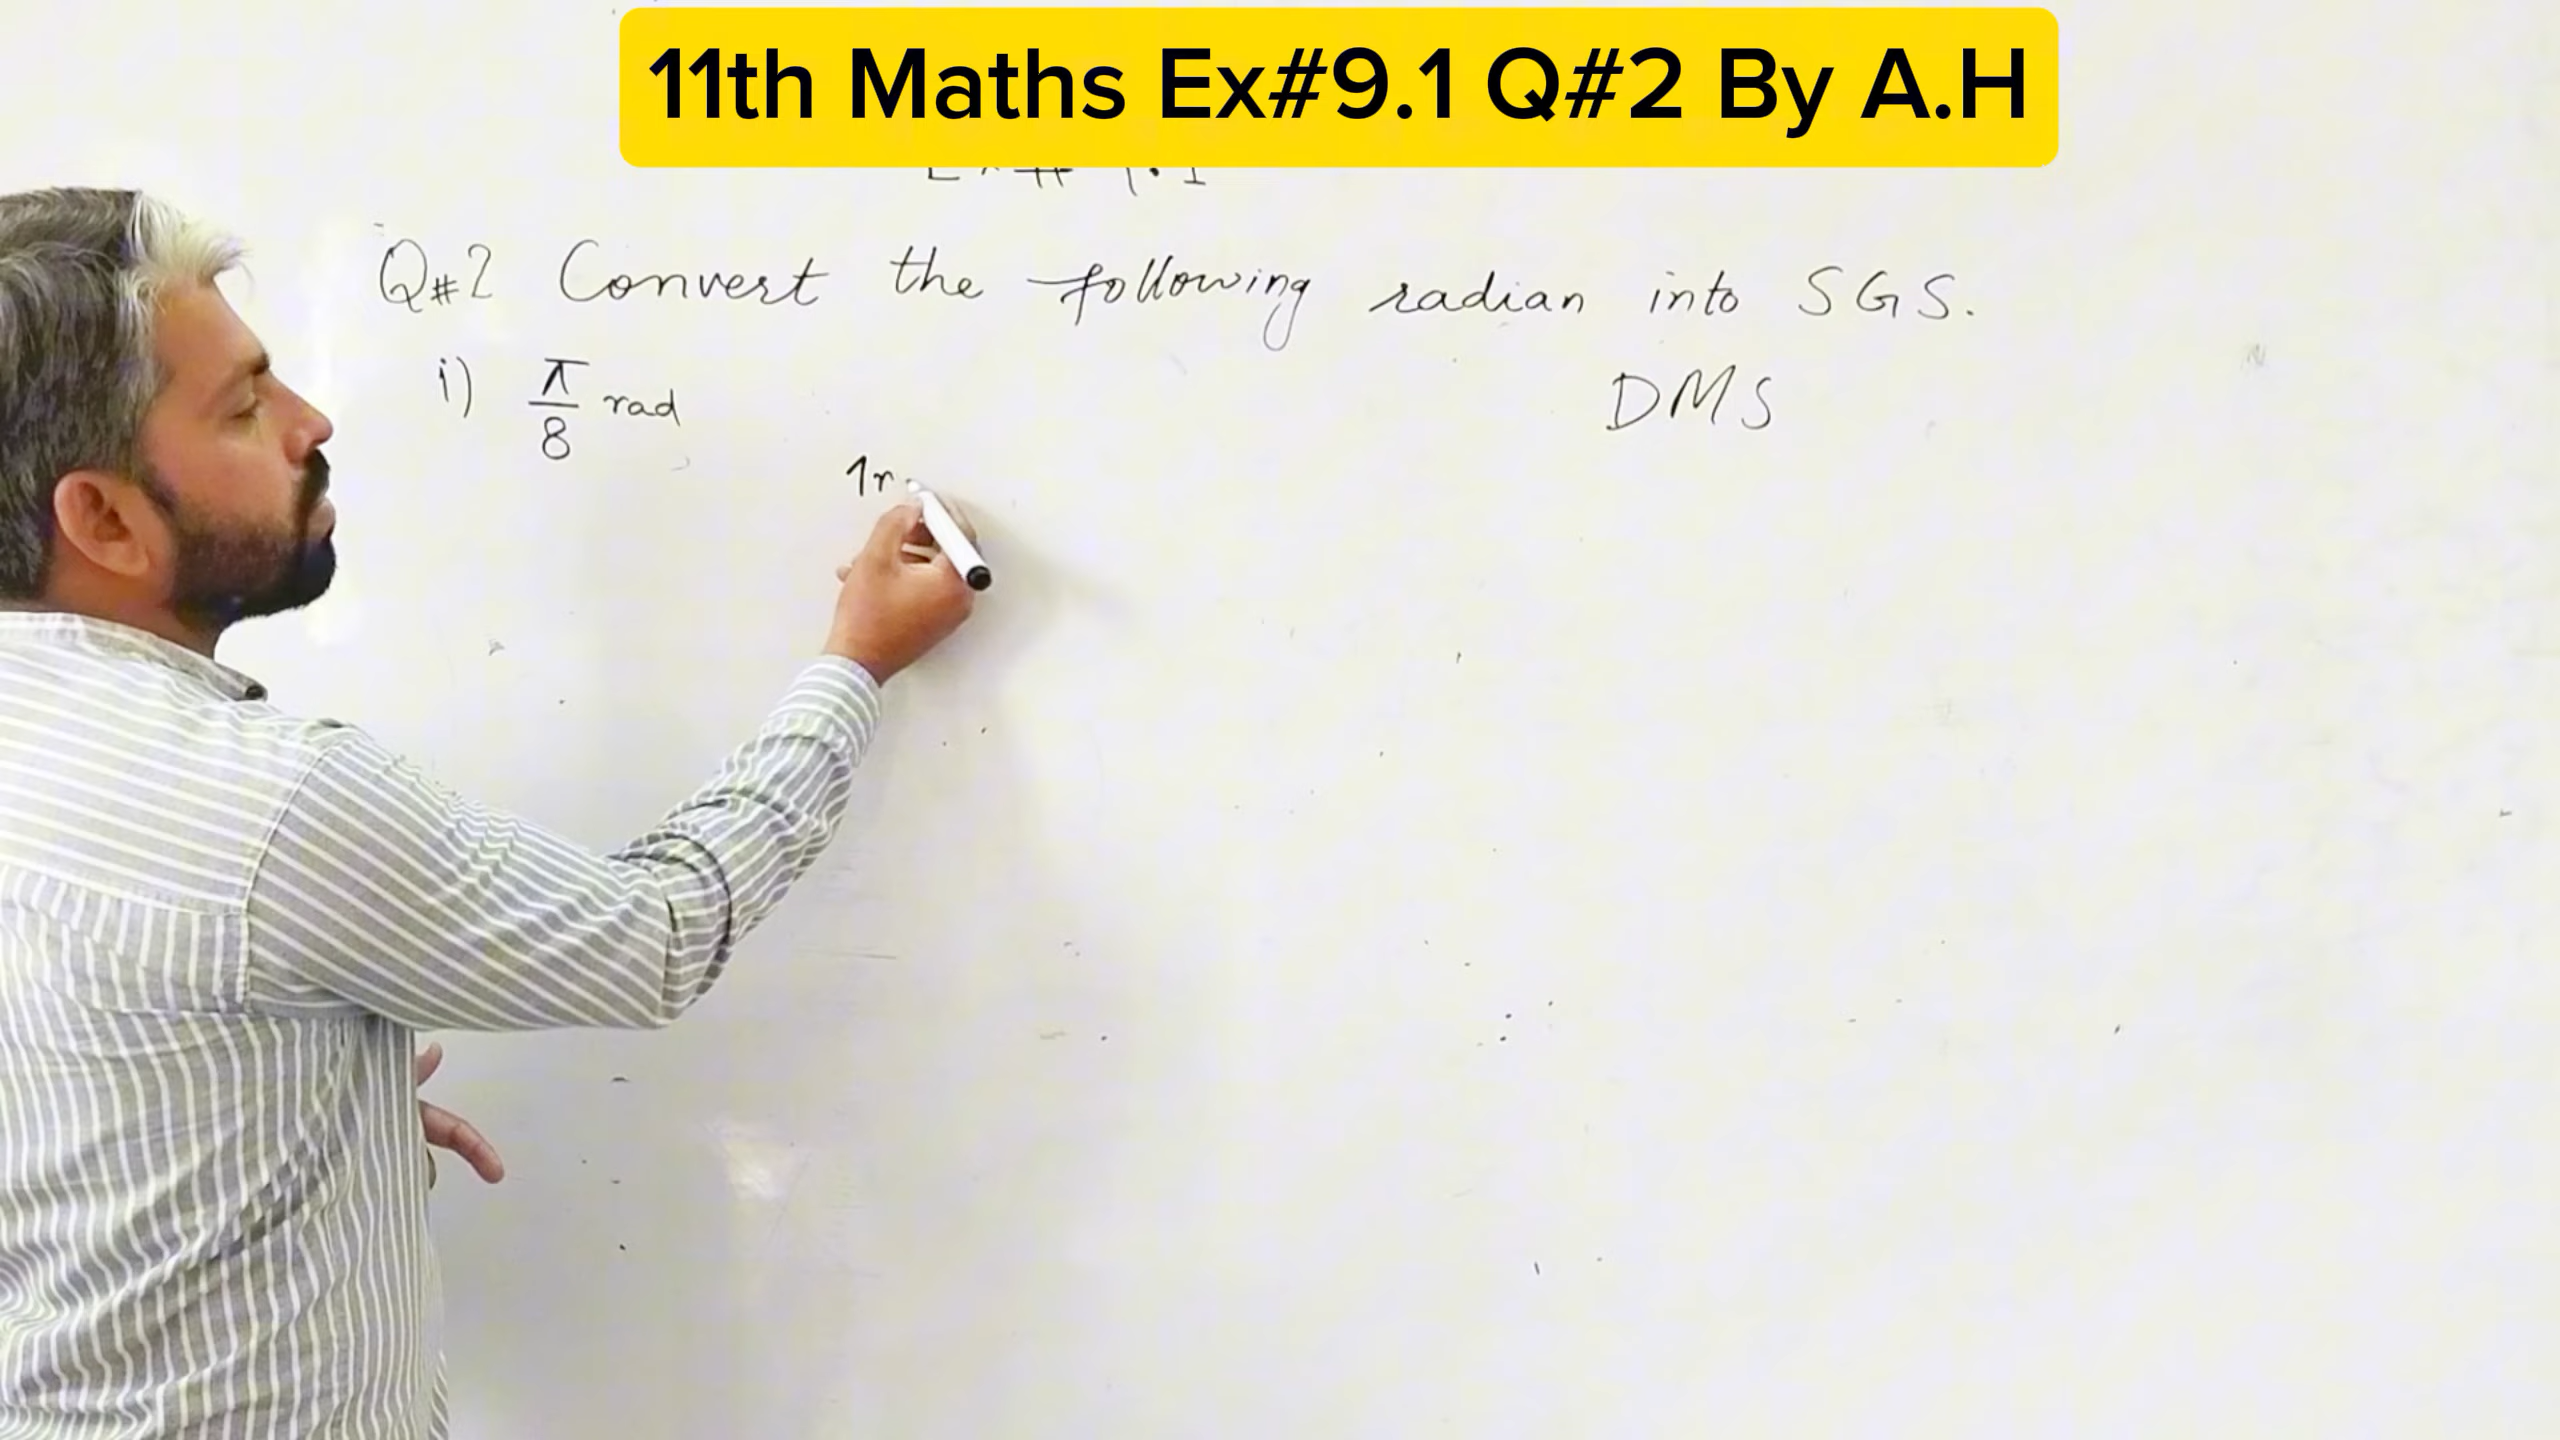 11th Maths Ex#9.1 Q#2 By A.H
Q#2 Convert the following radian into SGS.
i) π/8 rad
DMS
1r